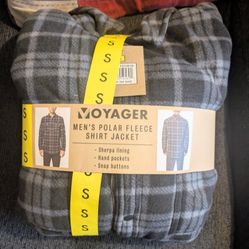 S
S
S
S
VOYAGER
MEN'S POLAR FLEECE
SHIRT JACKET
- Sherpa lining
- Hand pockets
- Snap buttons
S
S
S
S